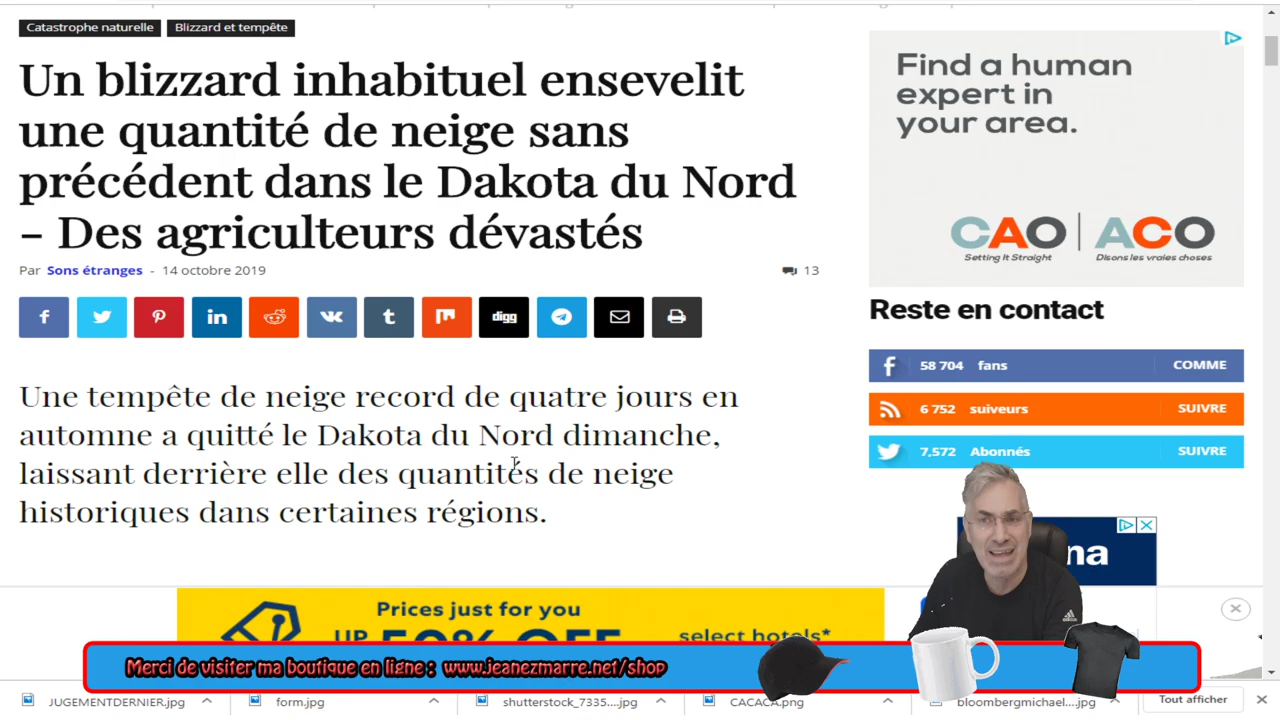 Catastrophe naturelle
Blizzard et tempête
Un blizzard inhabituel ensevelit
une quantité de neige sans
précédent dans le Dakota du Nord
– Des agriculteurs dévastés
Par Sons étranges - 14 octobre 2019
13
digg
Une tempête de neige record de quatre jours en
automne a quitté le Dakota du Nord dimanche,
laissant derrière elle des quantités de neige
historiques dans certaines régions.
Find a human
expert in
your area.
CAO | ACO
Setting It Straight
Disons les vraies choses
Reste en contact
58 704 fans COMME
6 752 suiveurs SUIVRE
7,572 Abonnés SUIVRE
na
Prices just for you
UP 50% OFF select hotels*
Merci de visiter ma boutique en ligne : www.jeanezmarre.net/shop
JUGEMENTDERNIER.jpg
form.jpg
shutterstock_7335....jpg
CACACA.png
bloombergmichael....jpg
Tout afficher